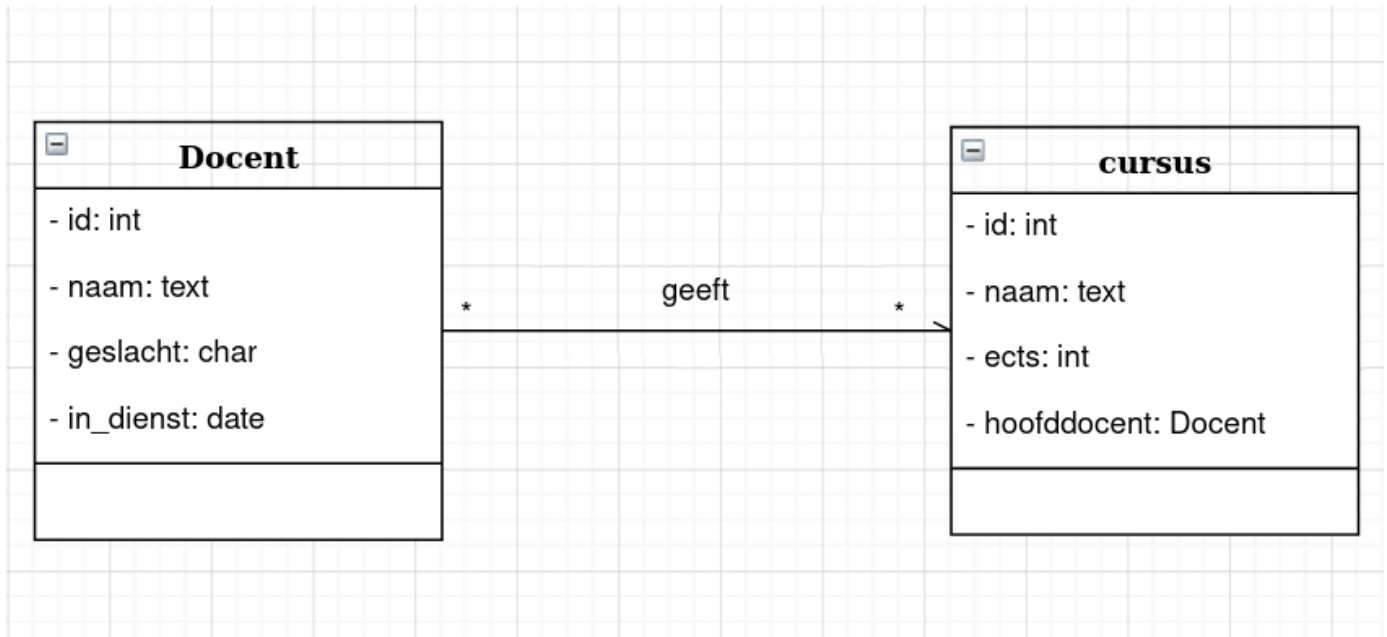 Docent
- id: int
- naam: text
- geslacht: char
- in_dienst: date
*
geeft
*
cursus
- id: int
- naam: text
- ects: int
- hoofddocent: Docent